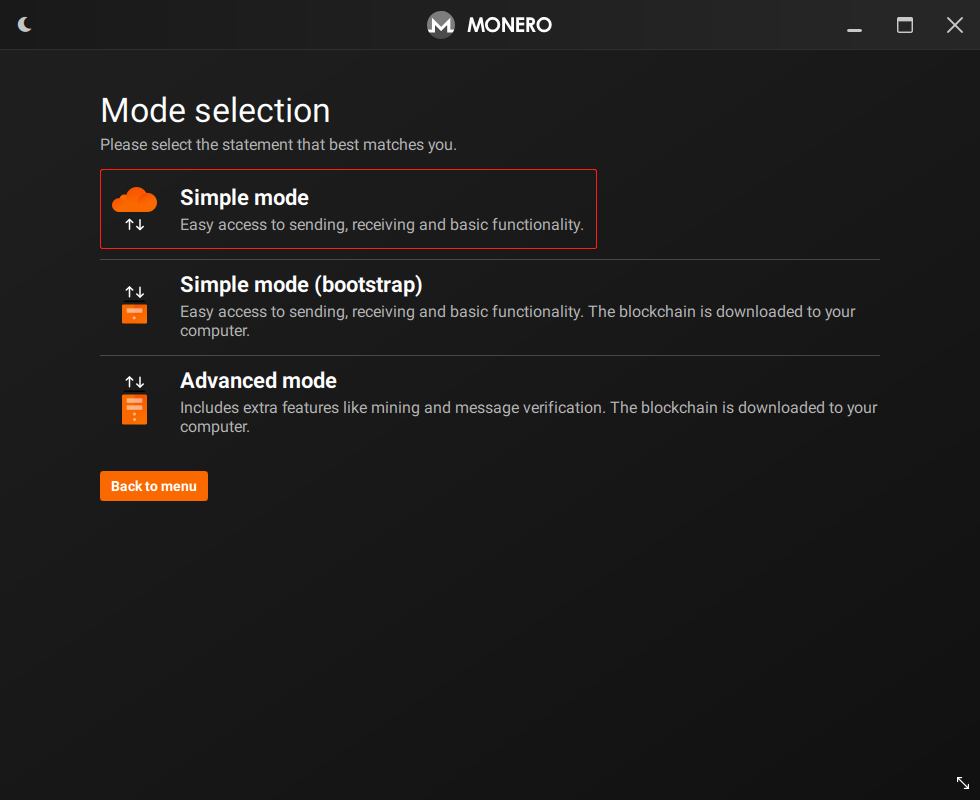 MONERO
Mode selection
Please select the statement that best matches you.
Simple mode
Easy access to sending, receiving and basic functionality.
Simple mode (bootstrap)
Easy access to sending, receiving and basic functionality. The blockchain is downloaded to your
computer.
Advanced mode
Includes extra features like mining and message verification. The blockchain is downloaded to your
computer.
Back to menu